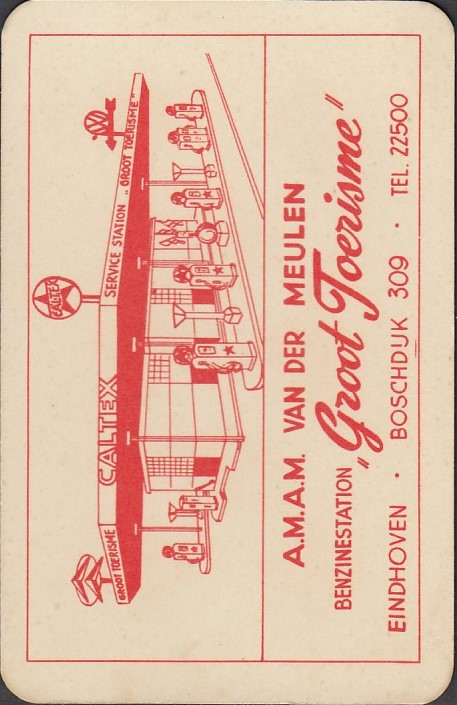 CALTEX
GROOT TOERISME
CALTEX
SERVICE STATION „GROOT TOERISME"
A.M.A.M. VAN DER MEULEN
BENZINESTATION „Groot Toerisme"
EINDHOVEN · BOSCHDIJK 309 · TEL. 22500